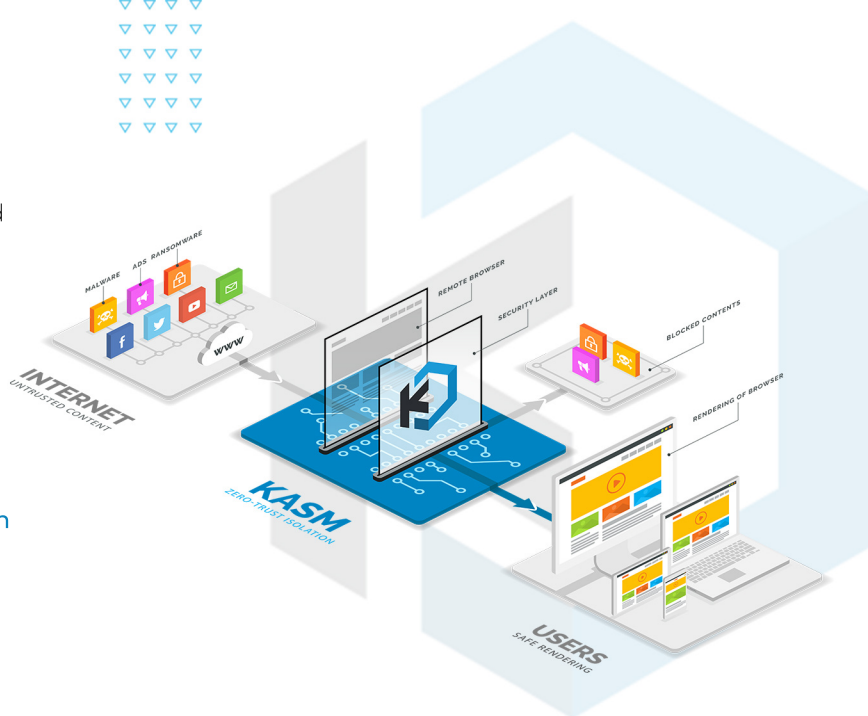 MALWARE
ADS
RANSOMWARE
www
INTERNET
UNTRUSTED CONTENT
REMOTE BROWSER
SECURITY LAYER
KASM
ZERO-TRUST ISOLATION
BLOCKED CONTENTS
RENDERING OF BROWSER
USERS
SAFE RENDERING